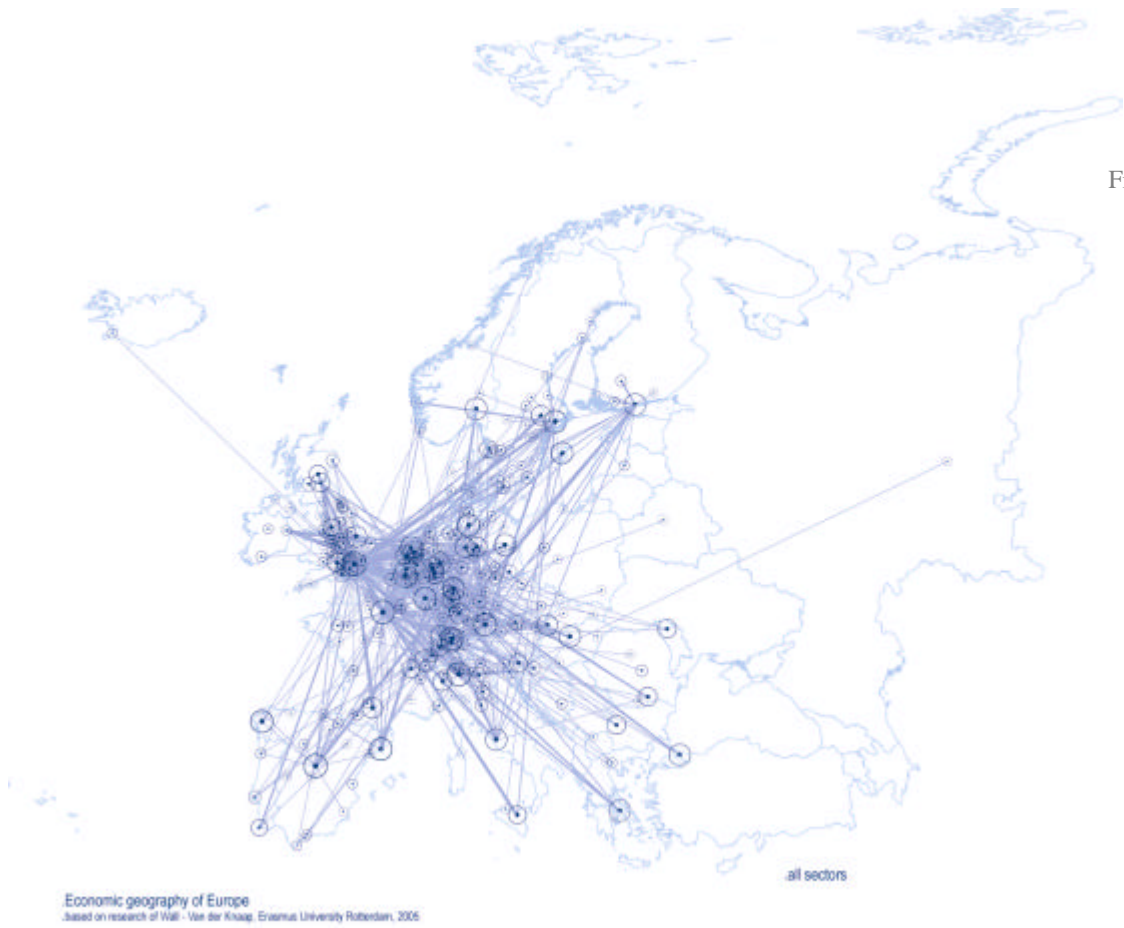 F
.all sectors
.Economic geography of Europe
.based on research of Wall - Van der Knaap, Erasmus University Rotterdam, 2005